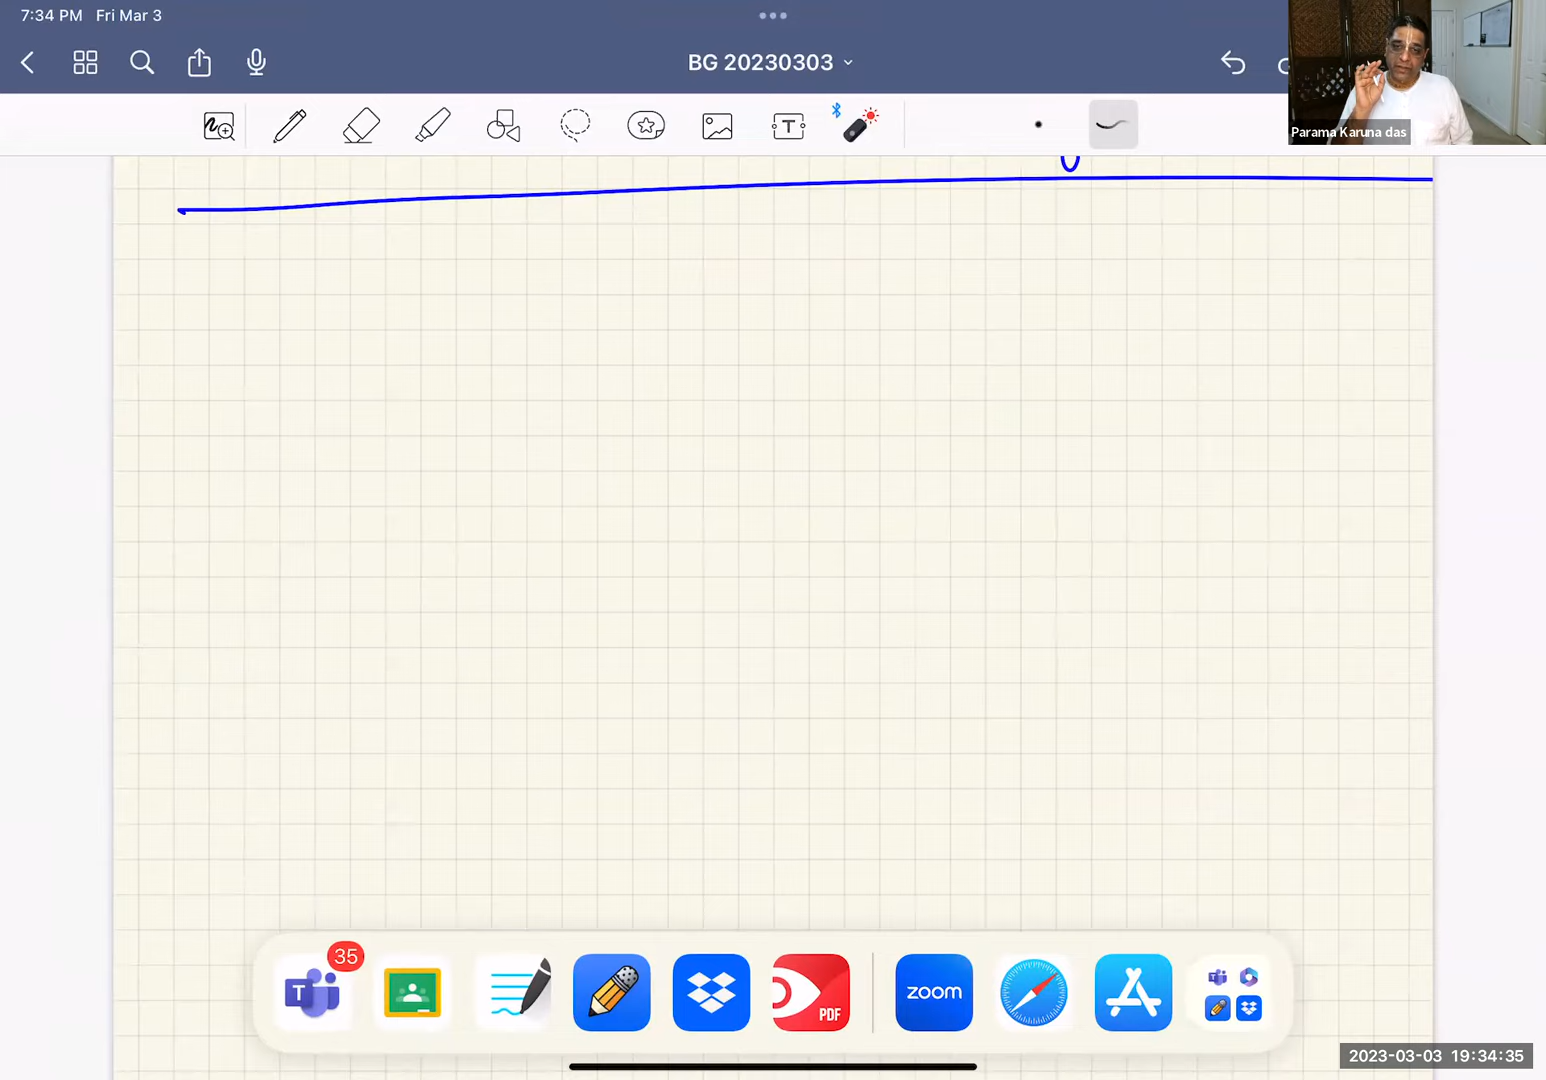 7:34 PM Fri Mar 3
BG 20230303
Parama Karuna das
T
35
T
PDF
zoom
2023-03-03 19:34:35